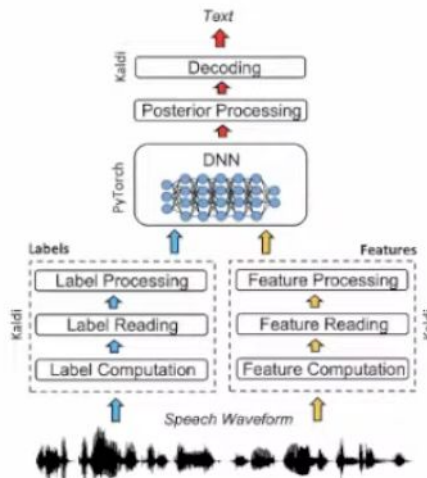 Text
Kaldi
Decoding
Posterior Processing
PyTorch
DNN
Labels
Features
Kaldi
Label Processing
Feature Processing
Label Reading
Feature Reading
Label Computation
Feature Computation
Kaldi
Speech Waveform